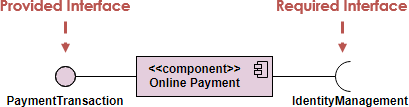 Provided Interface
Required Interface
<<component>>
Online Payment
PaymentTransaction
IdentityManagement